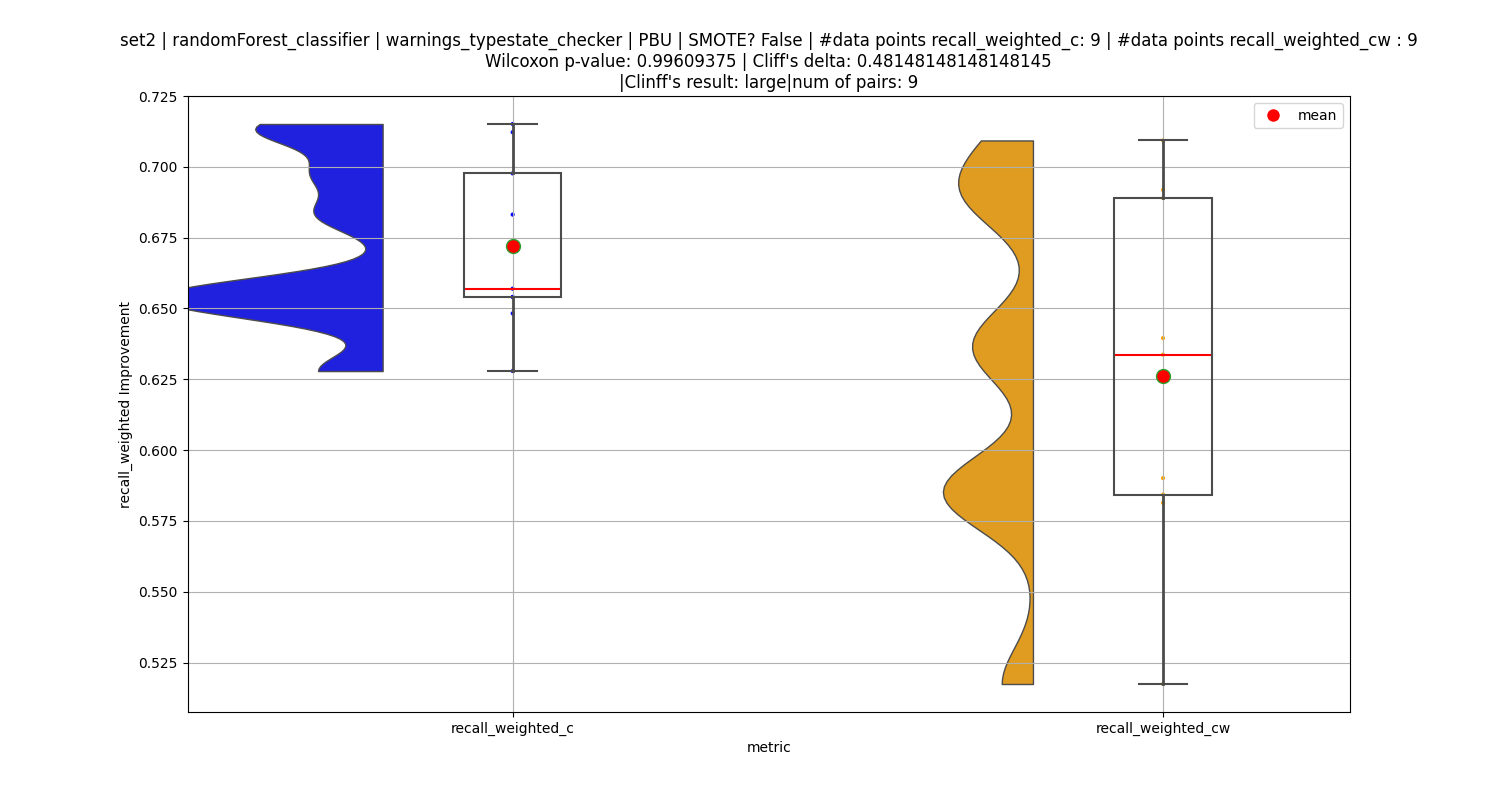 set2 | randomForest_classifier | warnings_typestate_checker | PBU | SMOTE? False | #data points recall_weighted_c: 9 | #data points recall_weighted_cw : 9
Wilcoxon p-value: 0.99609375 | Cliff's delta: 0.48148148148148145
|Clinff's result: large|num of pairs: 9
mean
0.725
0.700
0.675
0.650
0.625
0.600
0.575
0.550
0.525
recall_weighted Improvement
recall_weighted_c
recall_weighted_cw
metric